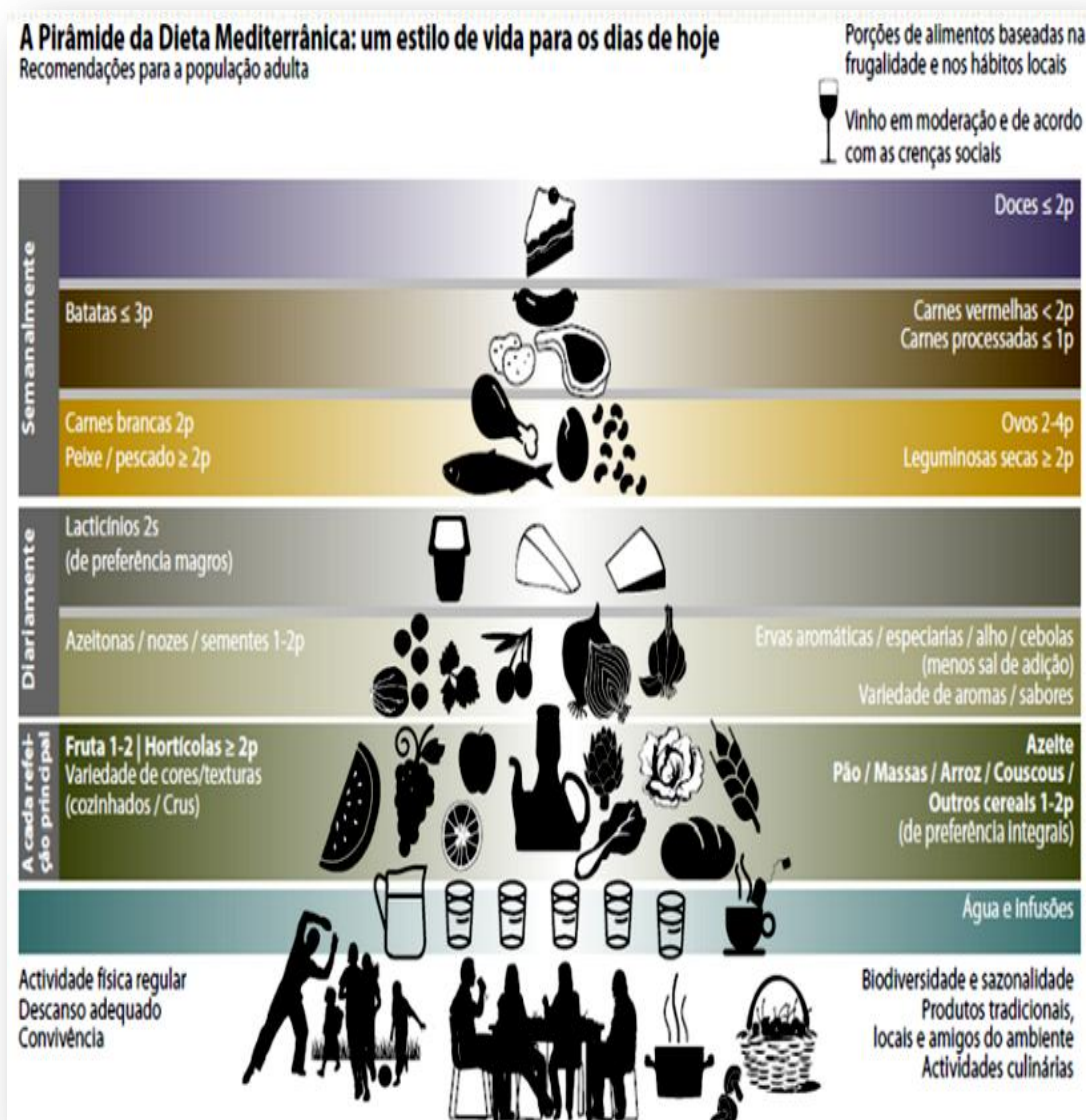 A Pirâmide da Dieta Mediterrânica: um estilo de vida para os dias de hoje
Recomendações para a população adulta
Porções de alimentos baseadas na
frugalidade e nos hábitos locais
Vinho em moderação e de acordo
com as crenças sociais
Semanalmente
Doces ≤ 2p
Batatas ≤ 3p
Carnes vermelhas < 2p
Carnes processadas ≤ 1p
Carnes brancas 2p
Peixe / pescado ≥ 2p
Ovos 2-4p
Leguminosas secas ≥ 2p
Diariamente
Lacticínios 2s
(de preferência magros)
Azeitonas / nozes / sementes 1-2p
Ervas aromáticas / especiarias / alho / cebolas
(menos sal de adição)
Variedade de aromas / sabores
A cada refei-
ção principal
Fruta 1-2 | Hortícolas ≥ 2p
Variedade de cores/texturas
(cozinhados / Crus)
Azeite
Pão / Massas / Arroz / Couscous /
Outros cereais 1-2p
(de preferência integrais)
Água e infusões
Actividade física regular
Descanso adequado
Convivência
Biodiversidade e sazonalidade
Produtos tradicionais,
locais e amigos do ambiente
Actividades culinárias